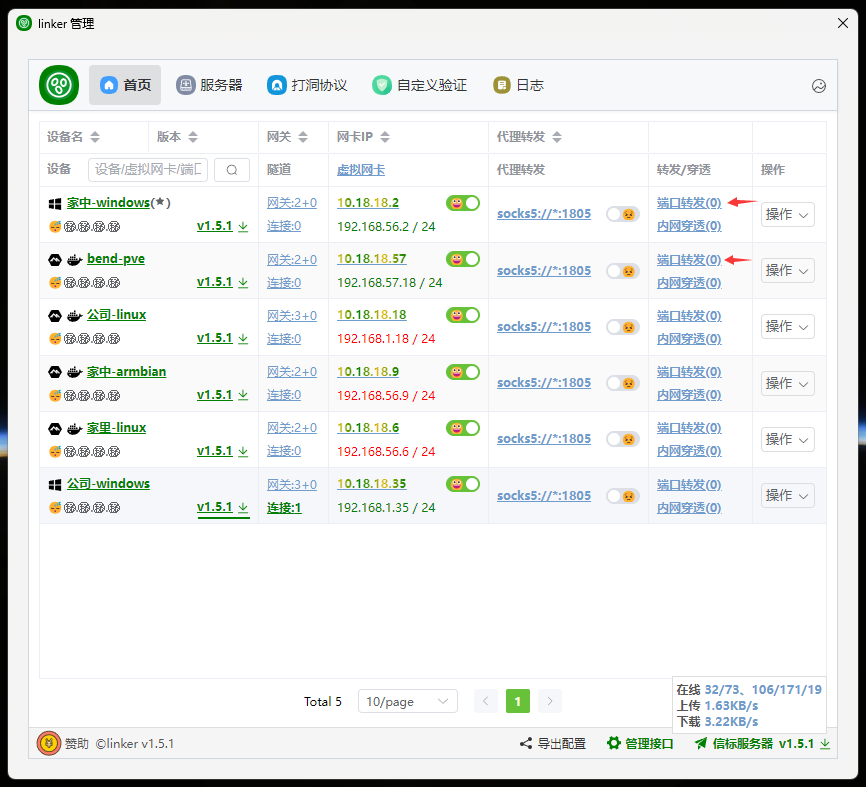 linker 管理
首页 服务器 打洞协议 自定义验证 日志
设备名 版本 网关 网卡IP 代理转发
设备 设备/虚拟网卡/端口 隧道 虚拟网卡 代理转发 转发/穿透 操作
家中-windows(★) 网关:2+0 10.18.18.2 socks5://*:1805 端口转发(0) 操作
v1.5.1 连接:0 192.168.56.2 / 24 内网穿透(0)
bend-pve 网关:2+0 10.18.18.57 socks5://*:1805 端口转发(0) 操作
v1.5.1 连接:0 192.168.57.18 / 24 内网穿透(0)
公司-linux 网关:3+0 10.18.18.18 socks5://*:1805 端口转发(0) 操作
v1.5.1 连接:0 192.168.1.18 / 24 内网穿透(0)
家中-armbian 网关:2+0 10.18.18.9 socks5://*:1805 端口转发(0) 操作
v1.5.1 连接:0 192.168.56.9 / 24 内网穿透(0)
家里-linux 网关:2+0 10.18.18.6 socks5://*:1805 端口转发(0) 操作
v1.5.1 连接:0 192.168.56.6 / 24 内网穿透(0)
公司-windows 网关:3+0 10.18.18.35 socks5://*:1805 端口转发(0) 操作
v1.5.1 连接:1 192.168.1.35 / 24 内网穿透(0)
Total 5 10/page 1
在线 32/73、106/171/19
上传 1.63KB/s
下载 3.22KB/s
赞助 ©linker v1.5.1 导出配置 管理接口 信标服务器 v1.5.1